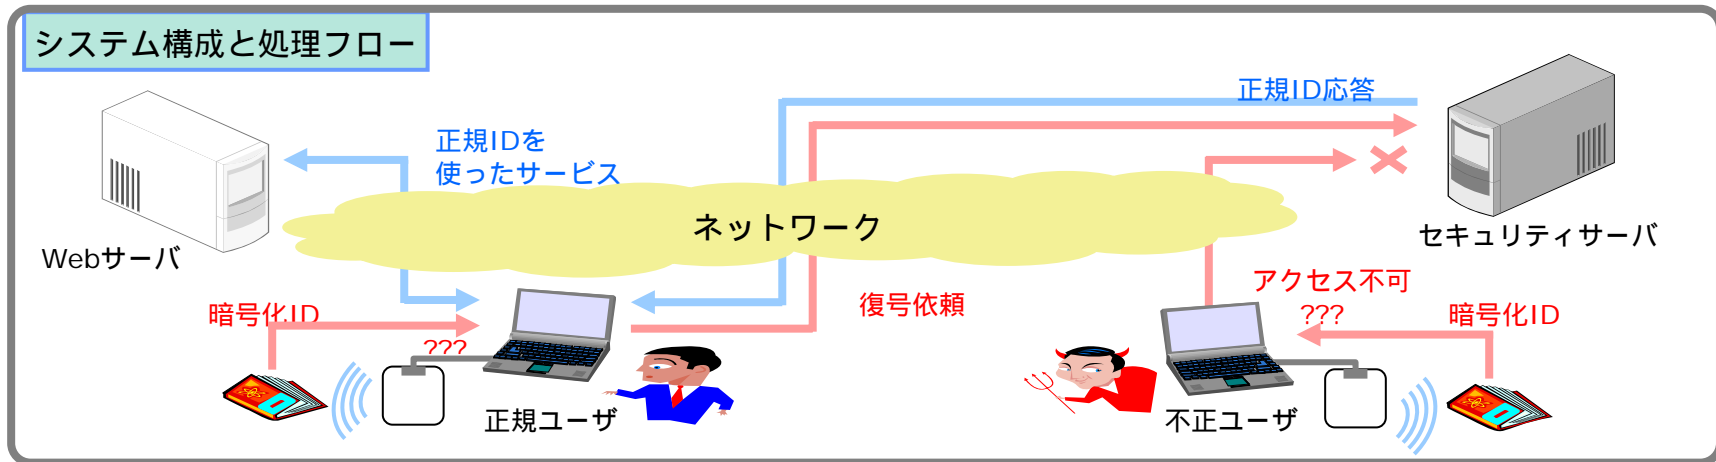 システム構成と処理フロー
正規ID応答
正規IDを
使ったサービス
ネットワーク
Webサーバ
セキュリティサーバ
アクセス不可
???
暗号化ID
復号依頼
暗号化ID
???
正規ユーザ
不正ユーザ